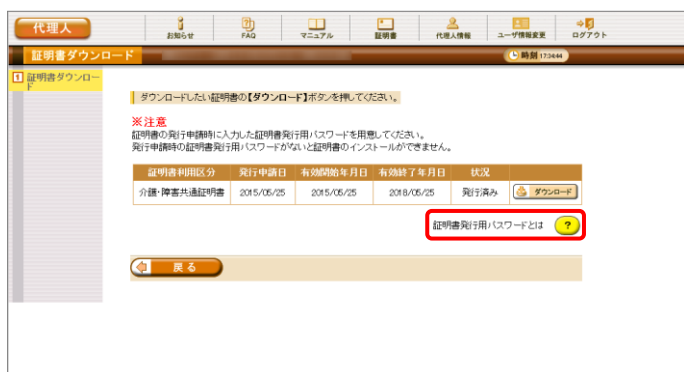 代理人
お知らせ
FAQ
マニュアル
証明書
代理人情報
ユーザ情報変更
ログアウト
証明書ダウンロード
時刻 17:34:44
1 証明書ダウンロー
ド
ダウンロードしたい証明書の【ダウンロード】ボタンを押してください。
※注意
証明書の発行申請時に入力した証明書発行用パスワードを用意してください。
発行申請時の証明書発行用パスワードがないと証明書のインストールができません。
証明書利用区分 発行申請日 有効開始年月日 有効終了年月日 状況
介護・障害共通証明書 2015/05/25 2015/05/25 2018/05/25 発行済み ダウンロード
証明書発行用パスワードとは ?
戻る